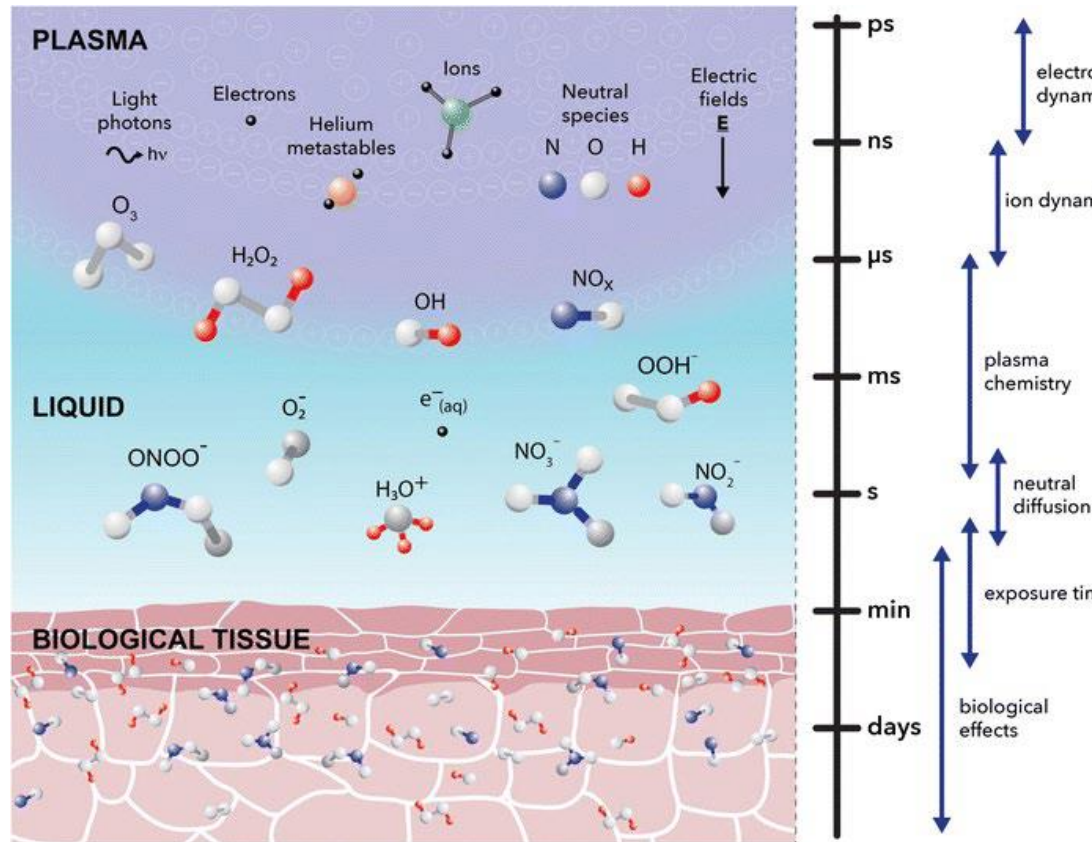 PLASMA
Light
photons
hν
Electrons
Helium
metastables
Ions
Neutral
species
N O H
Electric
fields
E
O₃
H₂O₂
OH
NOₓ
LIQUID
OOH⁻
O₂⁻
e⁻(aq)
ONOO⁻
H₃O⁺
NO₃⁻
NO₂⁻
BIOLOGICAL TISSUE
ps
ns
µs
ms
s
min
days
electro
dynam
ion dynam
plasma
chemistry
neutral
diffusion
exposure tim
biological
effects